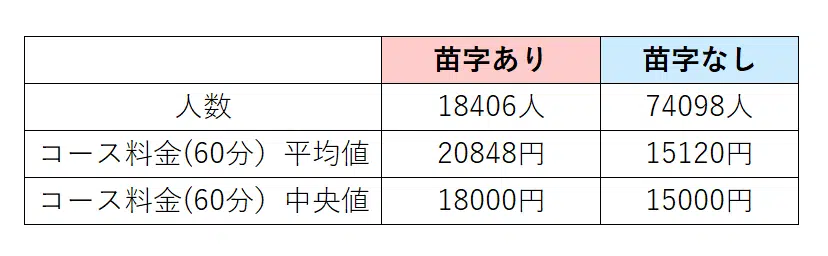 苗字あり 苗字なし
人数 18406人 74098人
コース料金(60分）平均値 20848円 15120円
コース料金(60分）中央値 18000円 15000円